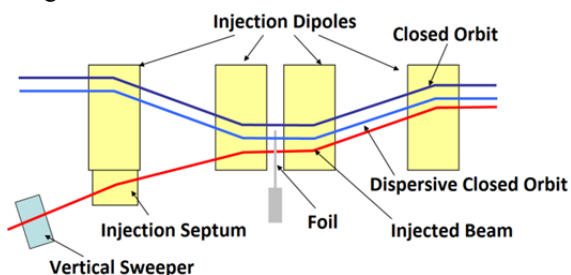 Injection Dipoles
Closed Orbit
Dispersive Closed Orbit
Foil
Injected Beam
Injection Septum
Vertical Sweeper